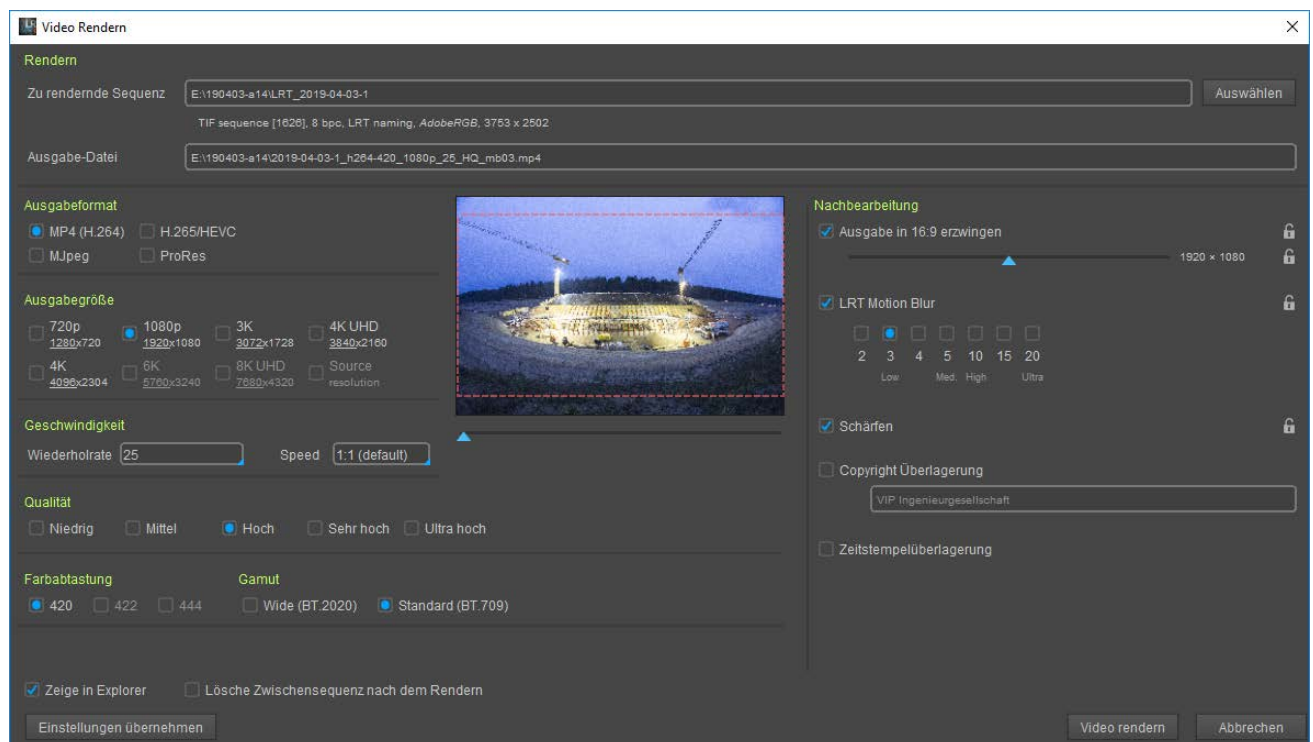 Video Rendern
Rendern
Zu rendernde Sequenz E:\190403-a14\LRT_2019-04-03-1 Auswählen
TIF sequence [1626], 8 bpc, LRT naming, AdobeRGB, 3753 x 2502
Ausgabe-Datei E:\190403-a14\2019-04-03-1_h264-420_1080p_25_HQ_mb03.mp4
Ausgabeformat
MP4 (H.264) H.265/HEVC
MJpeg ProRes
Ausgabegröße
720p 1080p 3K 4K UHD
1280x720 1920x1080 3072x1728 3840x2160
4K 6K 8K UHD Source
4096x2304 5760x3240 7680x4320 resolution
Geschwindigkeit
Wiederholrate 25 Speed 1:1 (default)
Qualität
Niedrig Mittel Hoch Sehr hoch Ultra hoch
Farbabtastung Gamut
420 422 444 Wide (BT.2020) Standard (BT.709)
Nachbearbeitung
Ausgabe in 16:9 erzwingen
1920 × 1080
LRT Motion Blur
2 3 4 5 10 15 20
Low Med. High Ultra
Schärfen
Copyright Überlagerung
VIP Ingenieurgesellschaft
Zeitstempelüberlagerung
Zeige in Explorer Lösche Zwischensequenz nach dem Rendern
Einstellungen übernehmen Video rendern Abbrechen